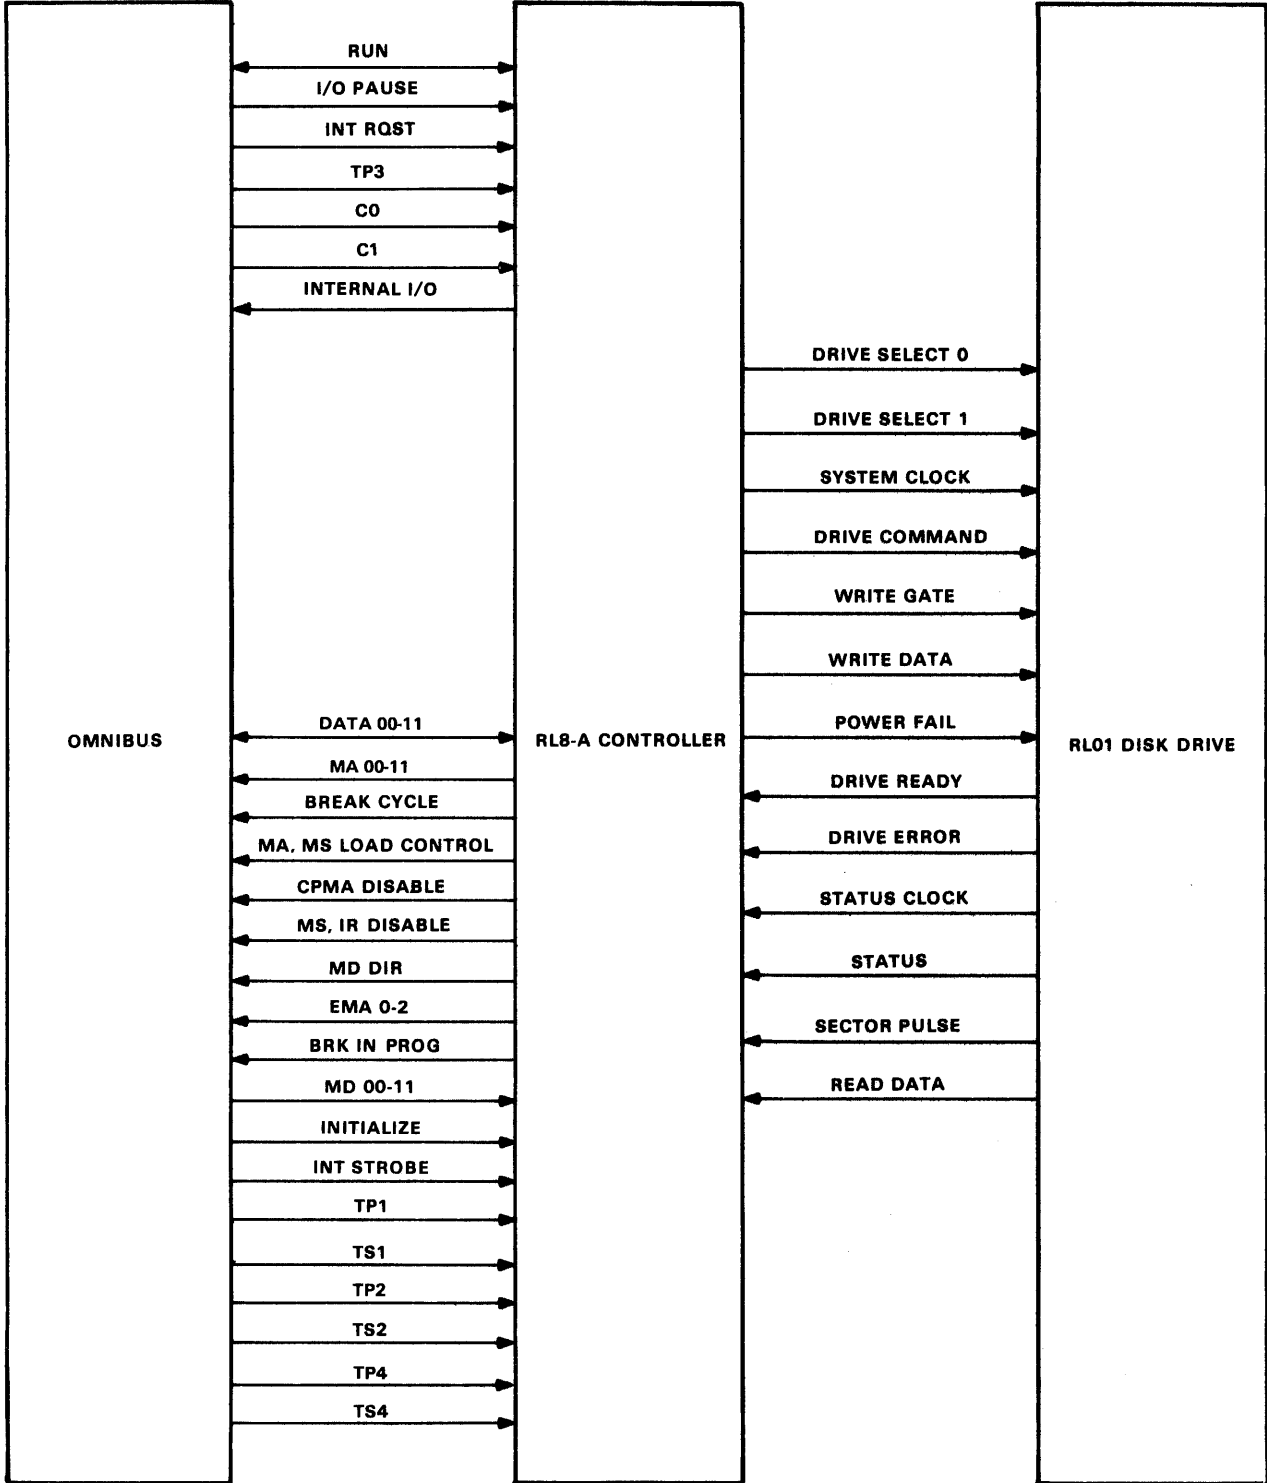 RUN
I/O PAUSE
INT RQST
TP3
C0
C1
INTERNAL I/O
DRIVE SELECT 0
DRIVE SELECT 1
SYSTEM CLOCK
DRIVE COMMAND
WRITE GATE
WRITE DATA
DATA 00-11
POWER FAIL
OMNIBUS
RL8-A CONTROLLER
RL01 DISK DRIVE
MA 00-11
DRIVE READY
BREAK CYCLE
DRIVE ERROR
MA, MS LOAD CONTROL
CPMA DISABLE
STATUS CLOCK
MS, IR DISABLE
STATUS
MD DIR
EMA 0-2
SECTOR PULSE
BRK IN PROG
READ DATA
MD 00-11
INITIALIZE
INT STROBE
TP1
TS1
TP2
TS2
TP4
TS4